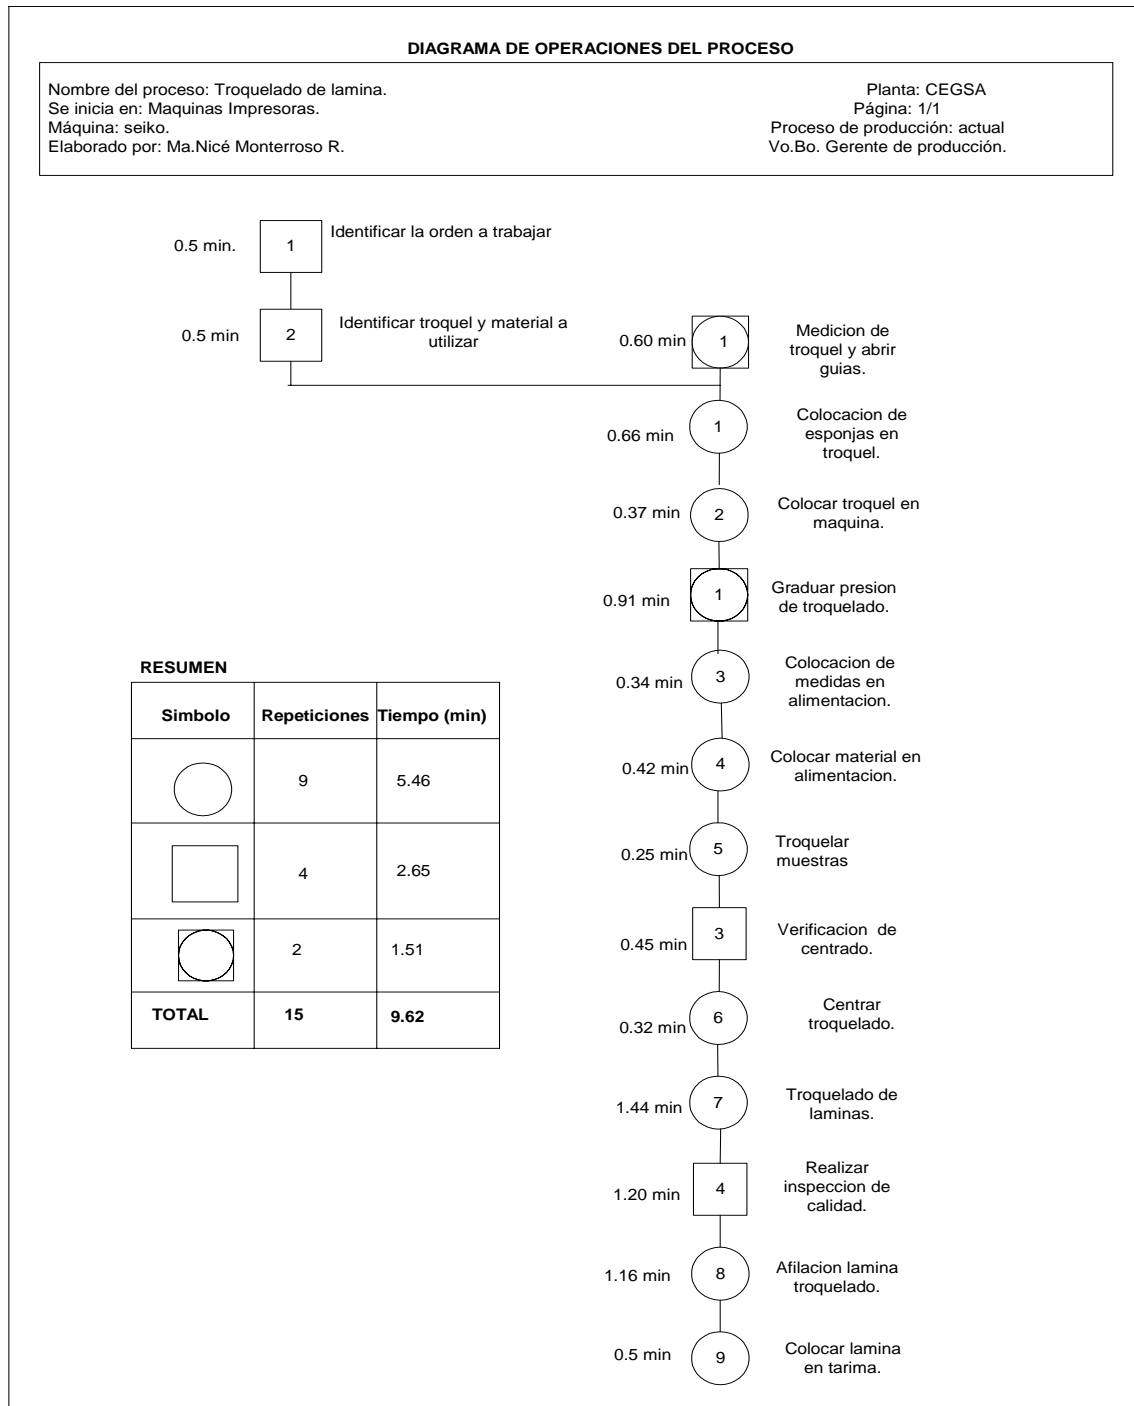 DIAGRAMA DE OPERACIONES DEL PROCESO
Nombre del proceso: Troquelado de lamina.
Se inicia en: Maquinas Impresoras.
Máquina: seiko.
Elaborado por: Ma.Nicé Monterroso R.
Planta: CEGSA
Página: 1/1
Proceso de producción: actual
Vo.Bo. Gerente de producción.
0.5 min.
1
Identificar la orden a trabajar
0.5 min
2
Identificar troquel y material a
utilizar
0.60 min
1
Medicion de
troquel y abrir
guias.
0.66 min
1
Colocacion de
esponjas en
troquel.
0.37 min
2
Colocar troquel en
maquina.
0.91 min
1
Graduar presion
de troquelado.
0.34 min
3
Colocacion de
medidas en
alimentacion.
0.42 min
4
Colocar material en
alimentacion.
0.25 min
5
Troquelar
muestras
0.45 min
3
Verificacion de
centrado.
0.32 min
6
Centrar
troquelado.
1.44 min
7
Troquelado de
laminas.
1.20 min
4
Realizar
inspeccion de
calidad.
1.16 min
8
Afilacion lamina
troquelado.
0.5 min
9
Colocar lamina
en tarima.
RESUMEN
Simbolo Repeticiones Tiempo (min)
9 5.46
4 2.65
2 1.51
TOTAL 15 9.62